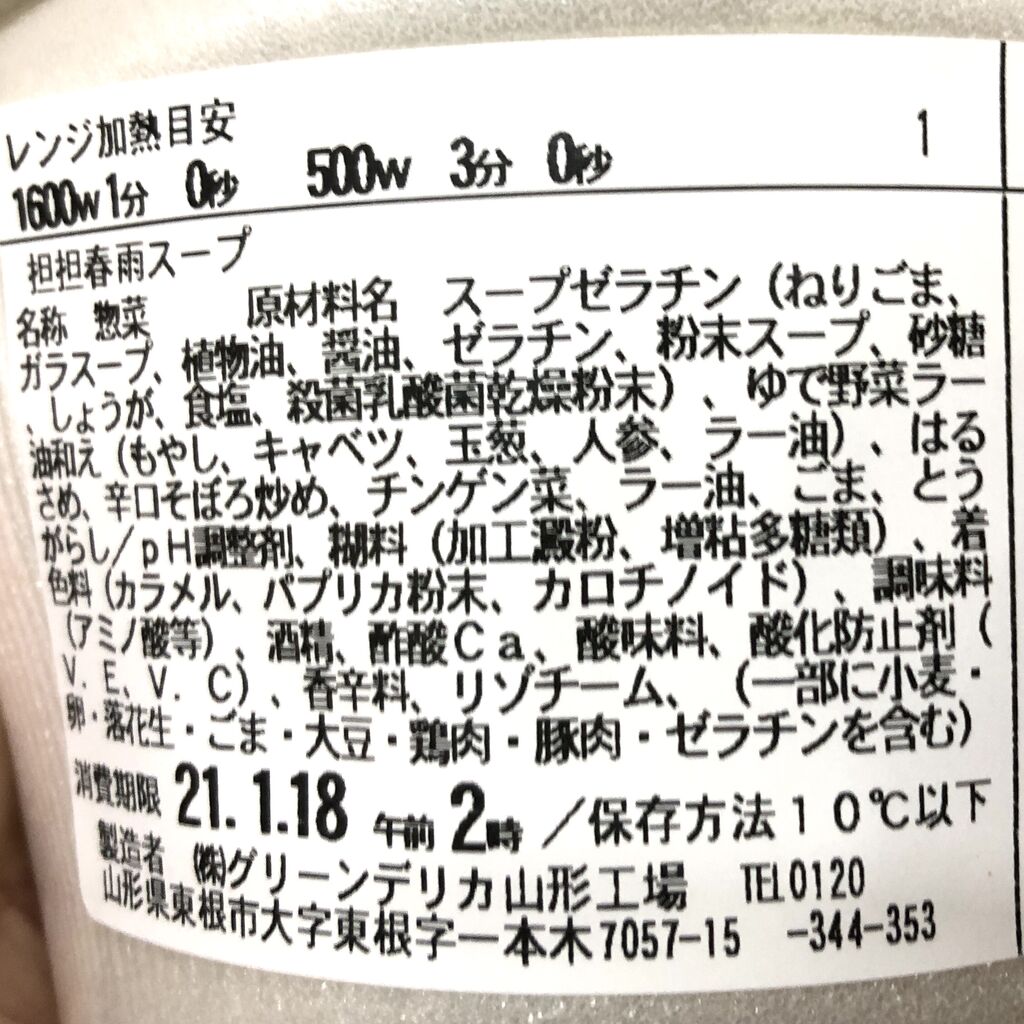 レンジ加熱目安 1
1600w 1分 0秒 500w 3分 0秒
担担春雨スープ
名称 惣菜 原材料名 スープゼラチン（ねりごま、
ガラスープ、植物油、醤油、ゼラチン、粉末スープ、砂糖
、しょうが、食塩、殺菌乳酸菌乾燥粉末）、ゆで野菜ラー
油和え（もやし、キャベツ、玉葱、人参、ラー油）、はる
さめ、辛口そぼろ炒め、チンゲン菜、ラー油、ごま、とう
がらし/pH調整剤、糊料（加工澱粉、増粘多糖類）、着
色料（カラメル、パプリカ粉末、カロチノイド）、調味料
（アミノ酸等）、酒精、酢酸Ca、酸味料、酸化防止剤（
V．E、V．C）、香辛料、リゾチーム、（一部に小麦・
卵・落花生・ごま・大豆・鶏肉・豚肉・ゼラチンを含む）
消費期限 21.1.18 午前 2時 ／保存方法１０℃以下
製造者 ㈱グリーンデリカ山形工場 TEL0120
山形県東根市大字東根字一本木7057-15 -344-353